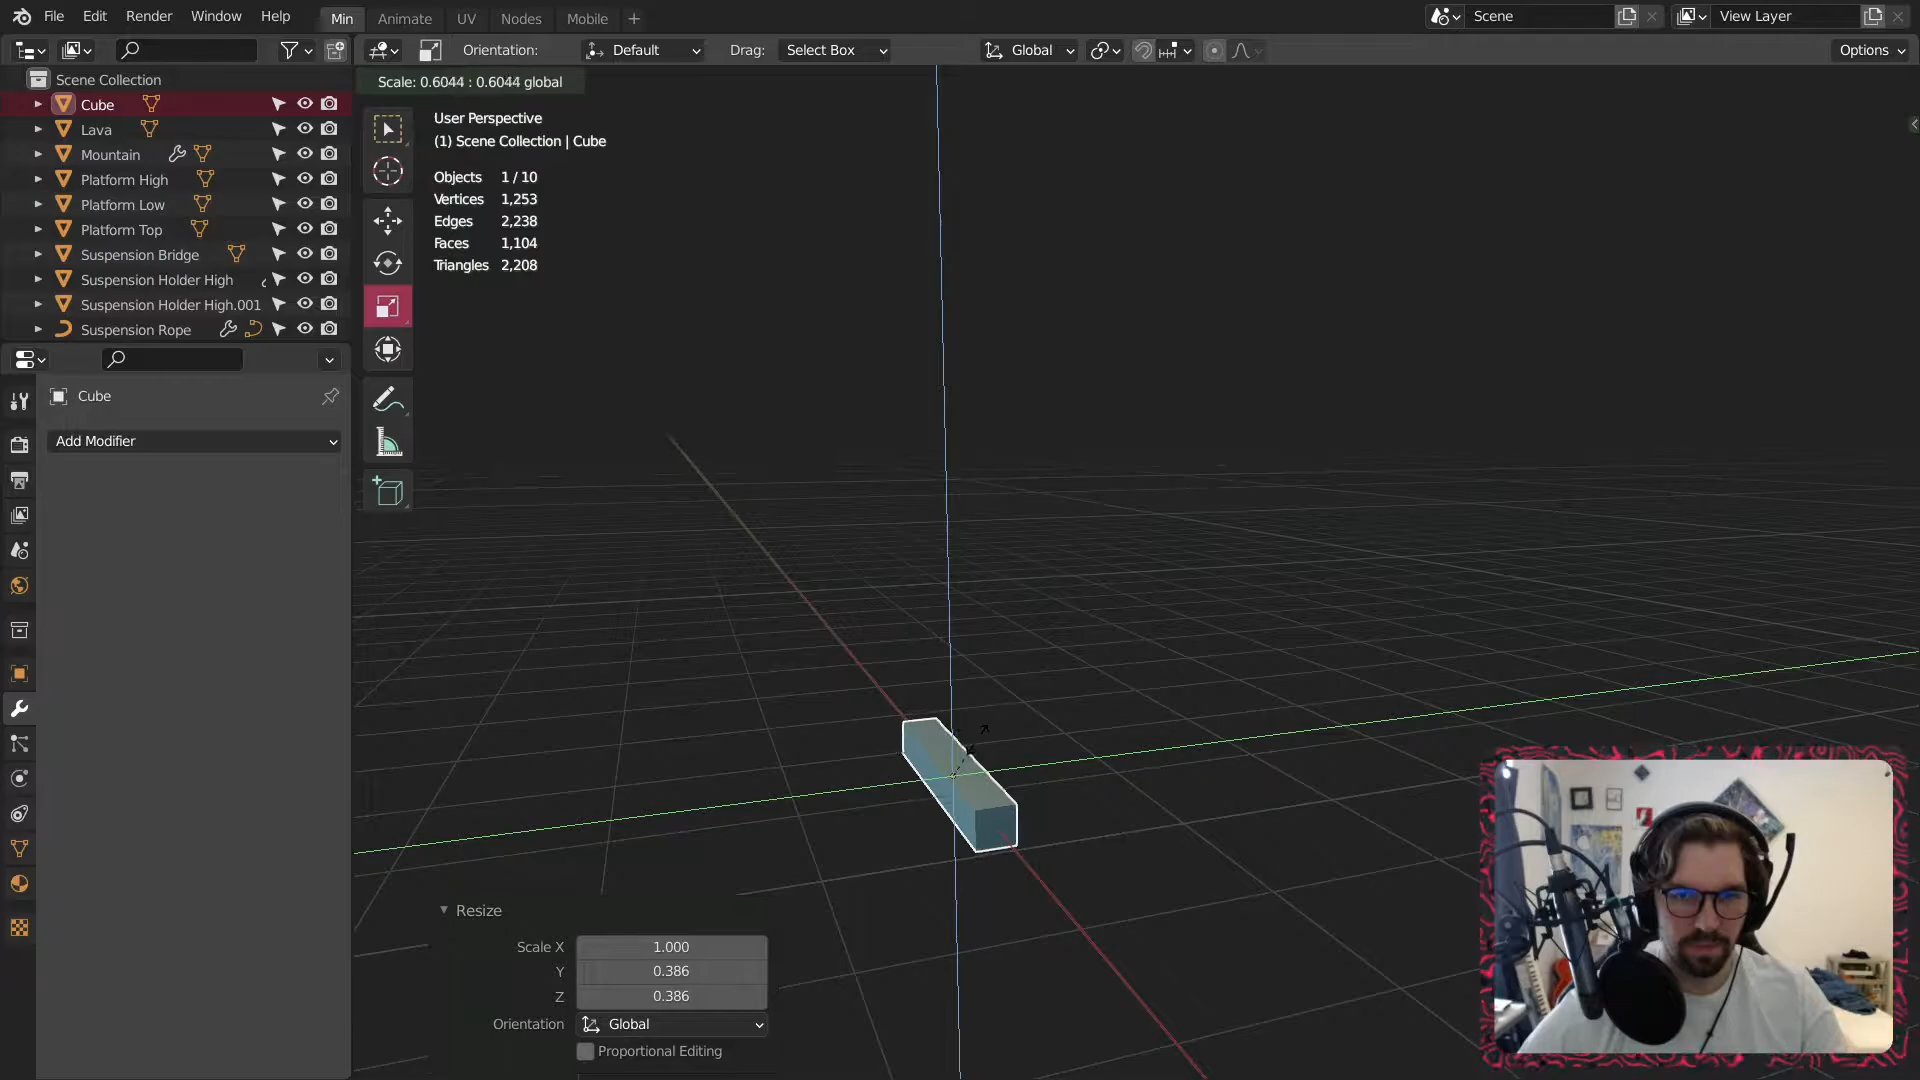 File Edit Render Window Help Min Animate UV Nodes Mobile Scene View Layer
Orientation: Default Drag: Select Box Global Options
Scene Collection
Cube
Lava
Mountain
Platform High
Platform Low
Platform Top
Suspension Bridge
Suspension Holder High
Suspension Holder High.001
Suspension Rope
Cube
Add Modifier
Scale: 0.6044 : 0.6044 global
User Perspective
(1) Scene Collection | Cube
Objects 1 / 10
Vertices 1,253
Edges 2,238
Faces 1,104
Triangles 2,208
Resize
Scale X 1.000
Y 0.386
Z 0.386
Orientation Global
Proportional Editing